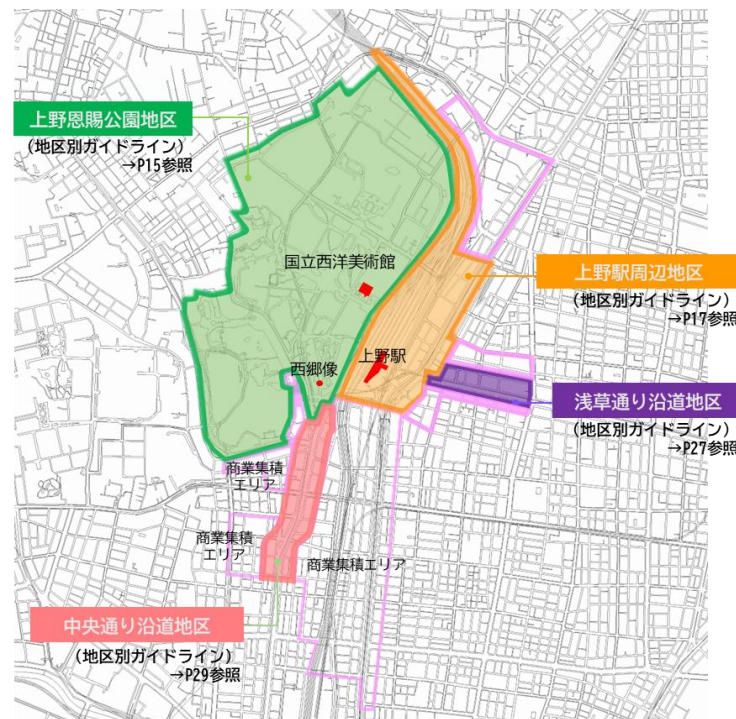 上野恩賜公園地区
(地区別ガイドライン)
→P15参照
国立西洋美術館
上野駅周辺地区
(地区別ガイドライン)
→P17参照
上野駅
西郷像
浅草通り沿道地区
(地区別ガイドライン)
→P27参照
商業集積
エリア
商業集積
エリア
商業集積エリア
中央通り沿道地区
(地区別ガイドライン)
→P29参照